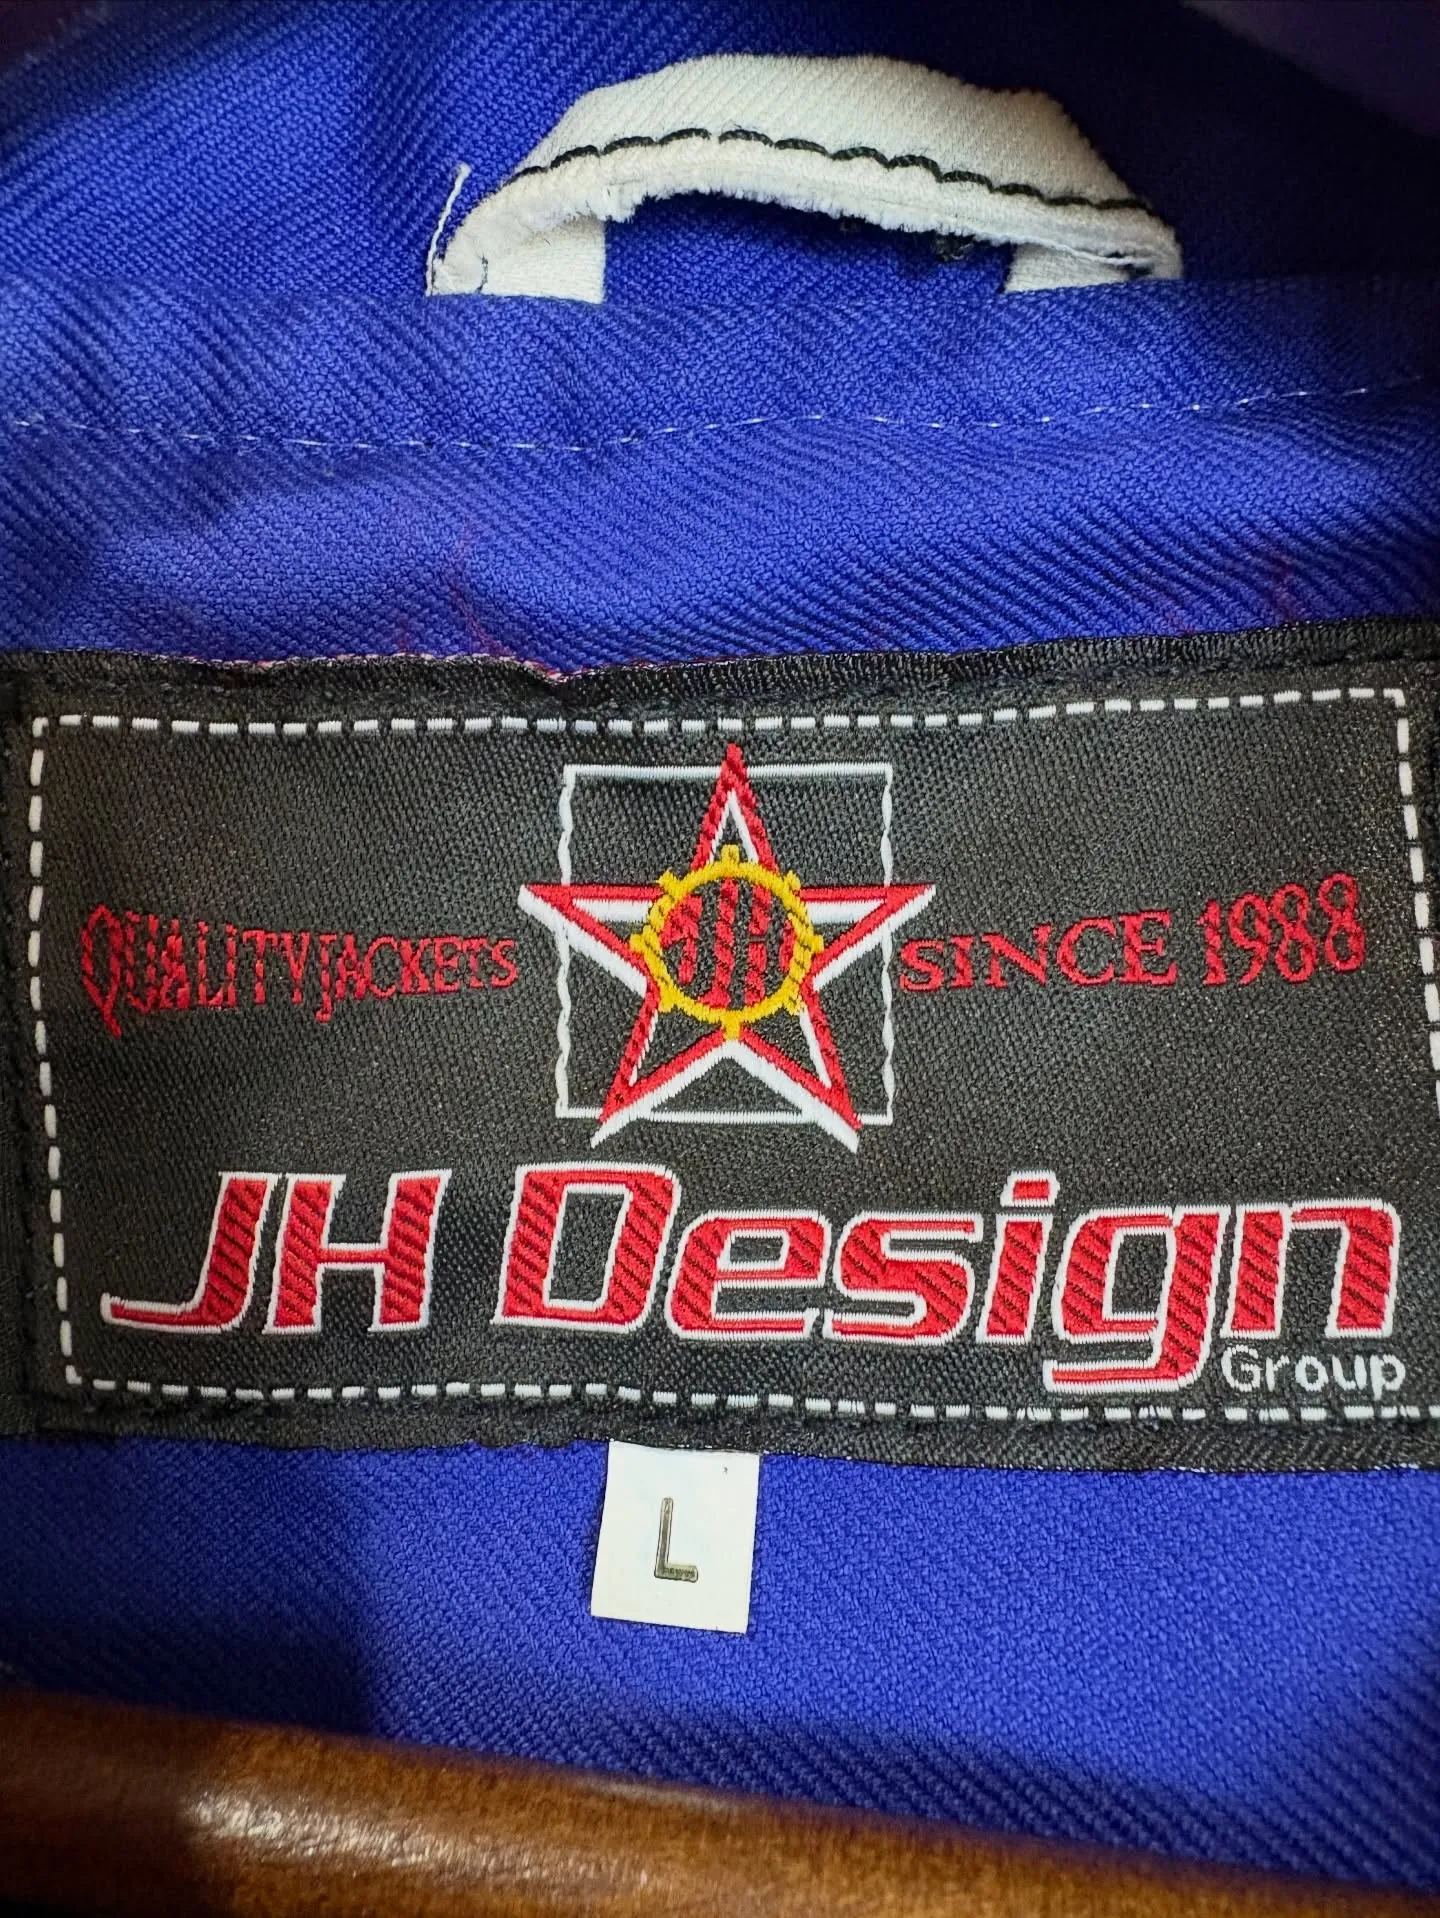 QUALITY JACKETS SINCE 1988
JH
JH Design
Group
L